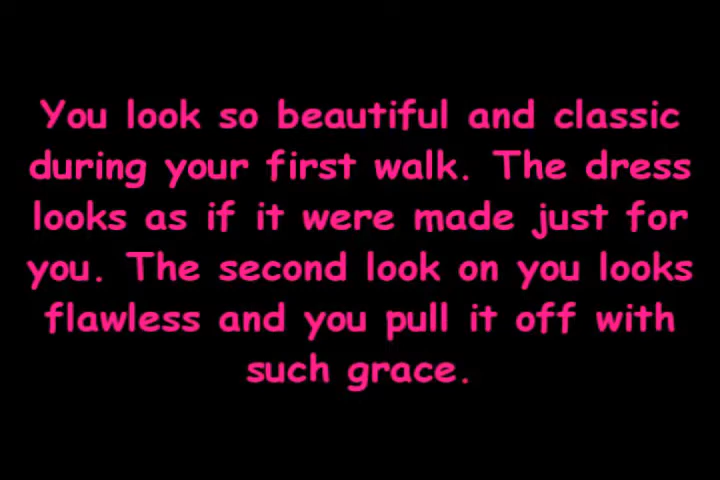 You look so beautiful and classic
during your first walk. The dress
looks as if it were made just for
you. The second look on you looks
flawless and you pull it off with
such grace.